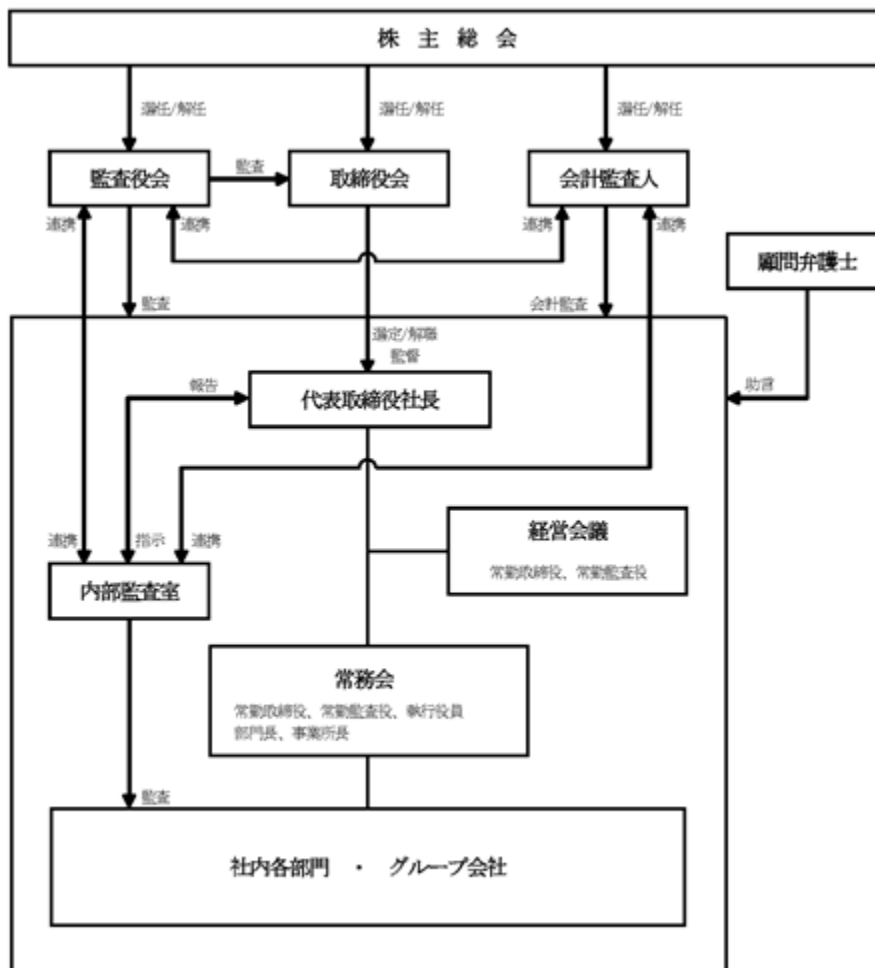 株主総会
選任/解任
選任/解任
選任/解任
監査役会
監査
取締役会
会計監査人
連携
連携
連携
連携
顧問弁護士
監査
会計監査
選定/解職
監督
報告
代表取締役社長
助言
経営会議
常勤取締役、常勤監査役
連携
指示
連携
内部監査室
常務会
常勤取締役、常勤監査役、執行役員
部門長、事業所長
監査
社内各部門 ・ グループ会社